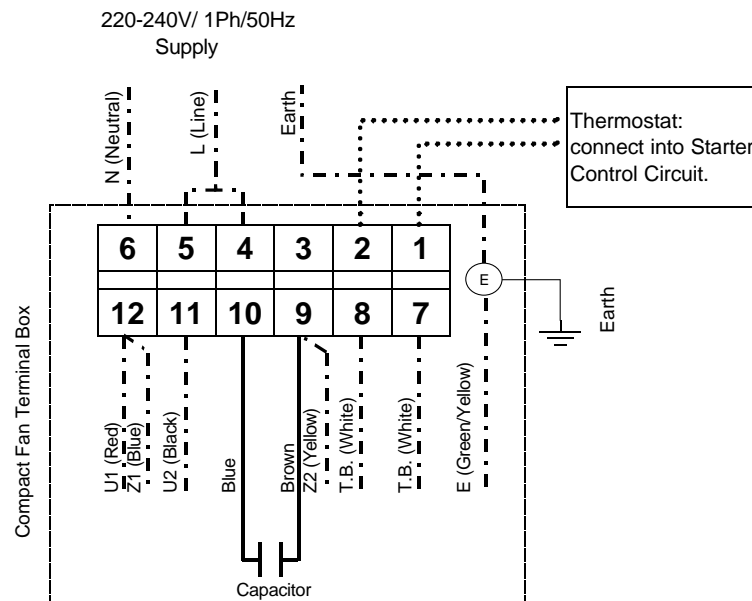 220-240V/ 1Ph/50Hz
Supply
N (Neutral)
L (Line)
Earth
Thermostat:
connect into Starter
Control Circuit.
6 5 4 3 2 1
E
12 11 10 9 8 7
Earth
Compact Fan Terminal Box
U1 (Red)
Z1 (Blue)
U2 (Black)
Blue
Brown
Z2 (Yellow)
T.B. (White)
T.B. (White)
E (Green/Yellow)
Capacitor